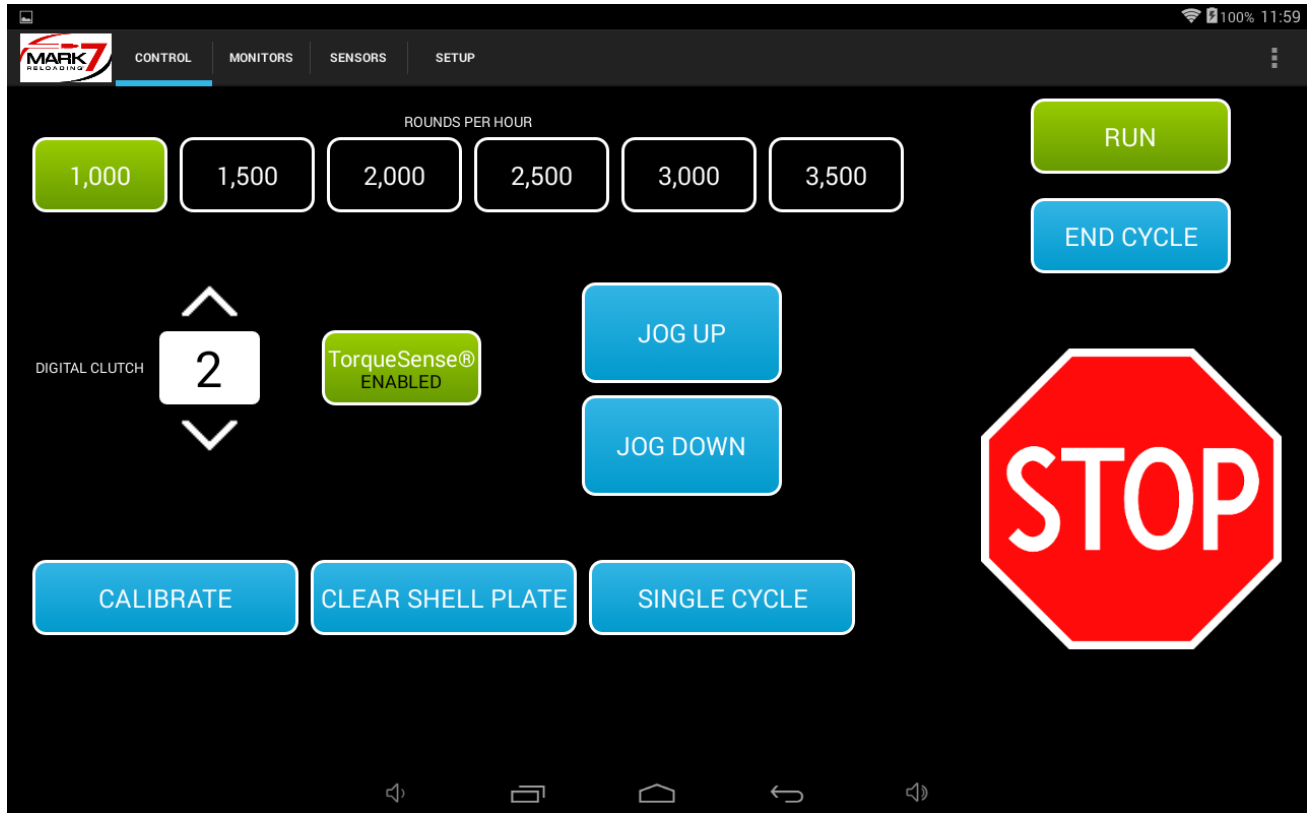 100% 11:59
MARK 7
RELOADING
CONTROL MONITORS SENSORS SETUP
ROUNDS PER HOUR
1,000 1,500 2,000 2,500 3,000 3,500
RUN
END CYCLE
DIGITAL CLUTCH
2
TorqueSense®
ENABLED
JOG UP
JOG DOWN
STOP
CALIBRATE CLEAR SHELL PLATE SINGLE CYCLE